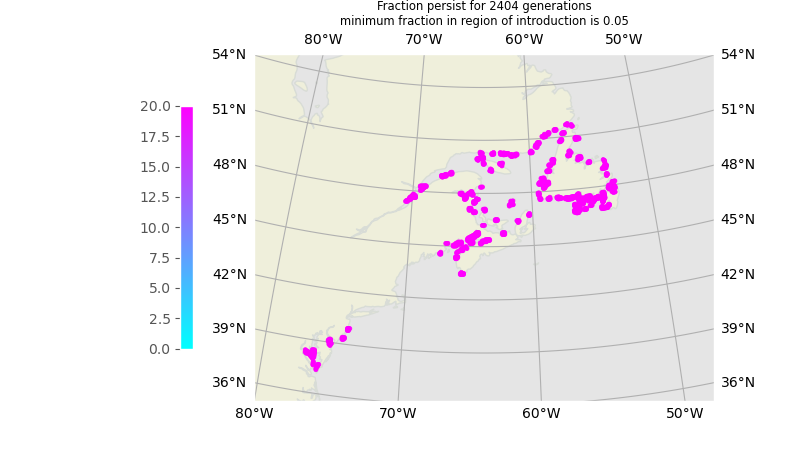 Fraction persist for 2404 generations
minimum fraction in region of introduction is 0.05
80°W 70°W 60°W 50°W
54°N 54°N
51°N 51°N
48°N 48°N
45°N 45°N
42°N 42°N
39°N 39°N
36°N 36°N
80°W 70°W 60°W 50°W
20.0
17.5
15.0
12.5
10.0
7.5
5.0
2.5
0.0